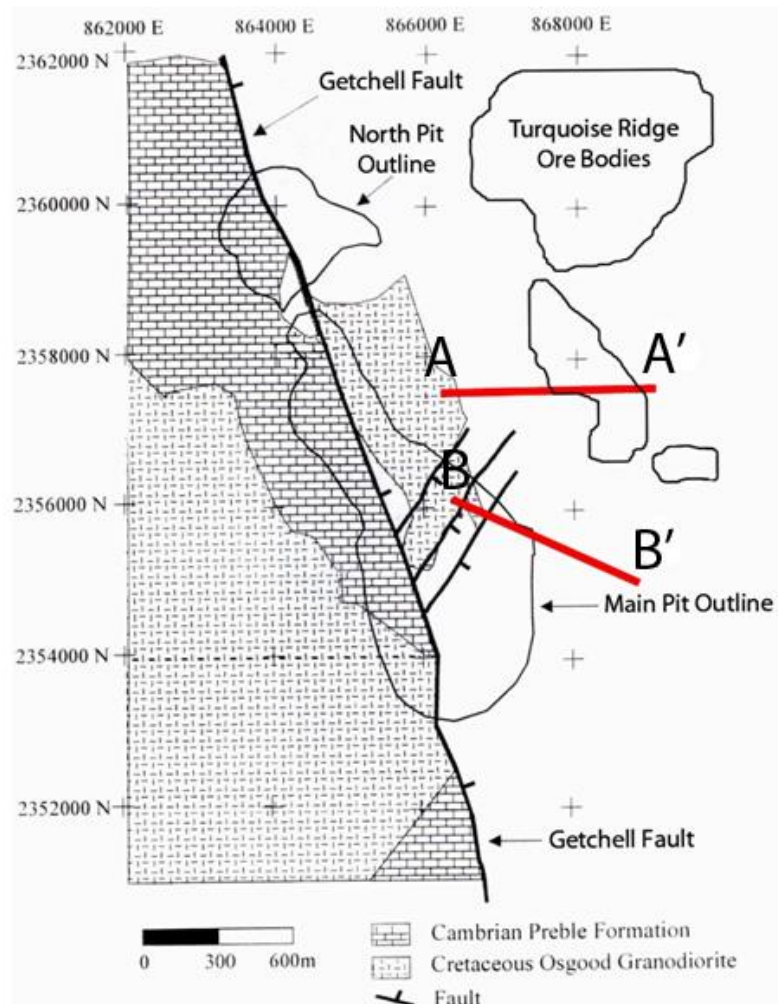 862000 E 864000 E 866000 E 868000 E
2362000 N
Getchell Fault
North Pit
Outline
Turquoise Ridge
Ore Bodies
2360000 N
2358000 N
A
A′
2356000 N
B
B′
Main Pit Outline
2354000 N
2352000 N
Getchell Fault
0 300 600m
Cambrian Preble Formation
Cretaceous Osgood Granodiorite
Fault